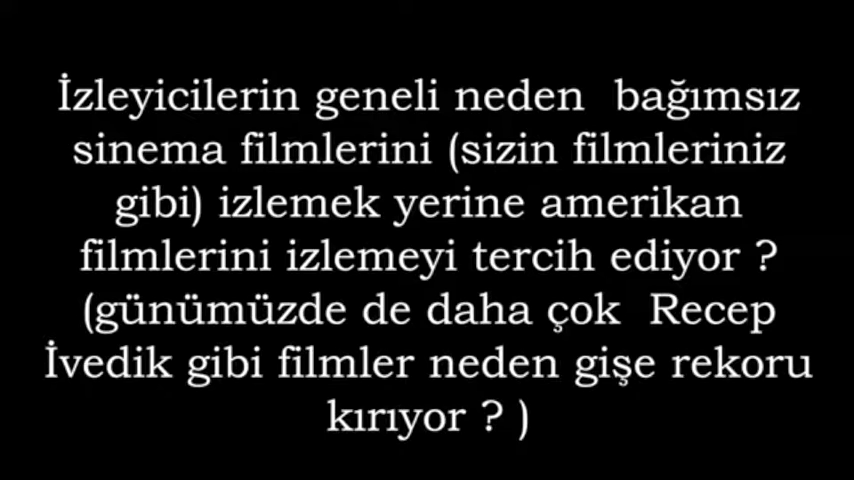 İzleyicilerin geneli neden bağımsız
sinema filmlerini (sizin filmleriniz
gibi) izlemek yerine amerikan
filmlerini izlemeyi tercih ediyor ?
(günümüzde de daha çok Recep
İvedik gibi filmler neden gişe rekoru
kırıyor ? )